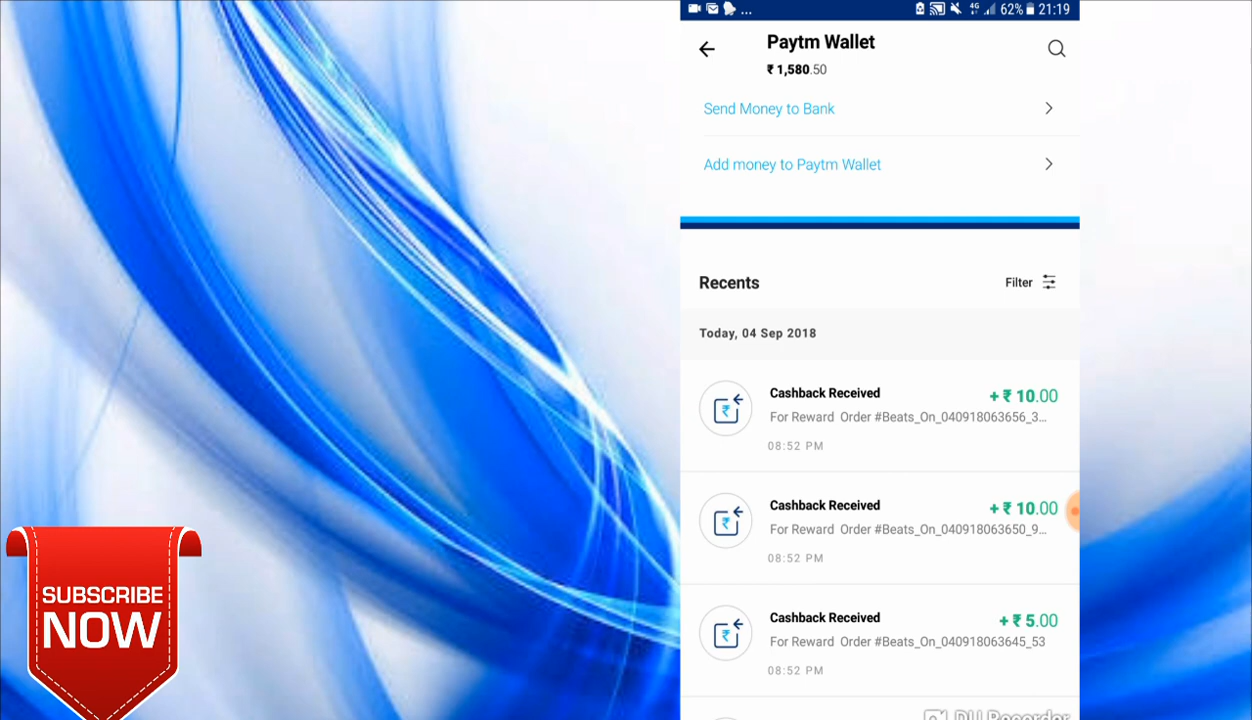 ... 4G 62% 21:19
Paytm Wallet
₹ 1,580.50
Send Money to Bank
Add money to Paytm Wallet
Recents
Filter
Today, 04 Sep 2018
Cashback Received
+ ₹ 10.00
For Reward Order #Beats_On_040918063656_3...
08:52 PM
Cashback Received
+ ₹ 10.00
For Reward Order #Beats_On_040918063650_9...
08:52 PM
Cashback Received
+ ₹ 5.00
For Reward Order #Beats_On_040918063645_53
08:52 PM
SUBSCRIBE
NOW
DU Recorder